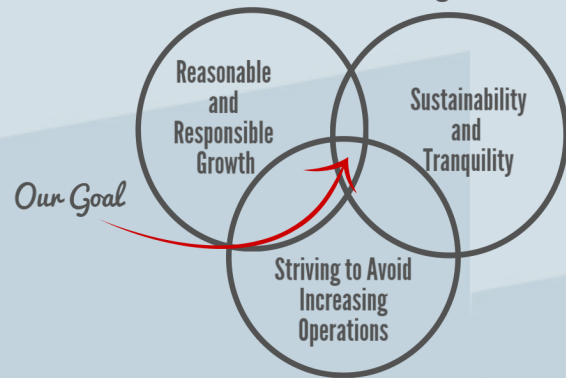 Reasonable
and
Responsible
Growth
Sustainability
and
Tranquility
Our Goal
Striving to Avoid
Increasing
Operations